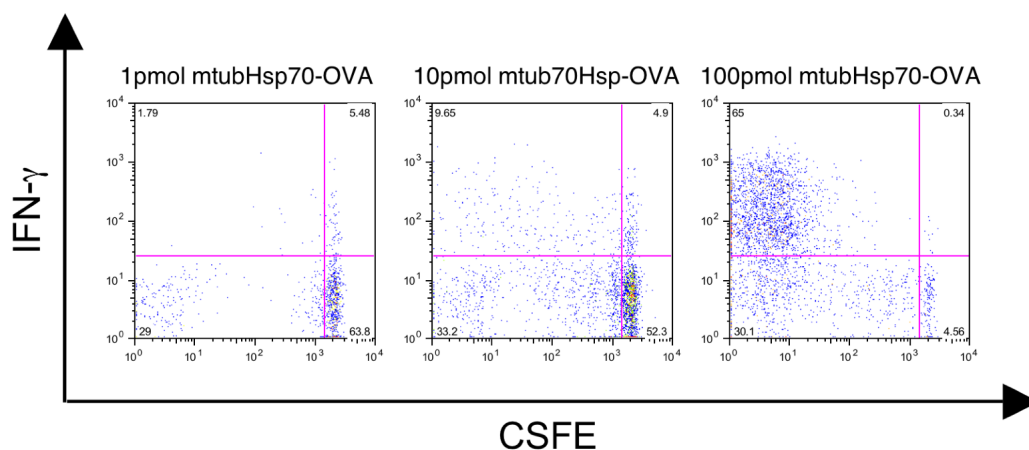 1pmol mtubHsp70-OVA 10pmol mtub70Hsp-OVA 100pmol mtubHsp70-OVA
10⁴ 1.79 5.48 10⁴ 9.65 4.9 10⁴ 65 0.34
10³ 10³ 10³
IFN-γ
10² 10² 10²
10¹ 10¹ 10¹
29 63.8 33.2 52.3 30.1 4.56
10⁰ 10⁰ 10⁰
10⁰ 10¹ 10² 10³ 10⁴ 10⁰ 10¹ 10² 10³ 10⁴ 10⁰ 10¹ 10² 10³ 10⁴
CSFE